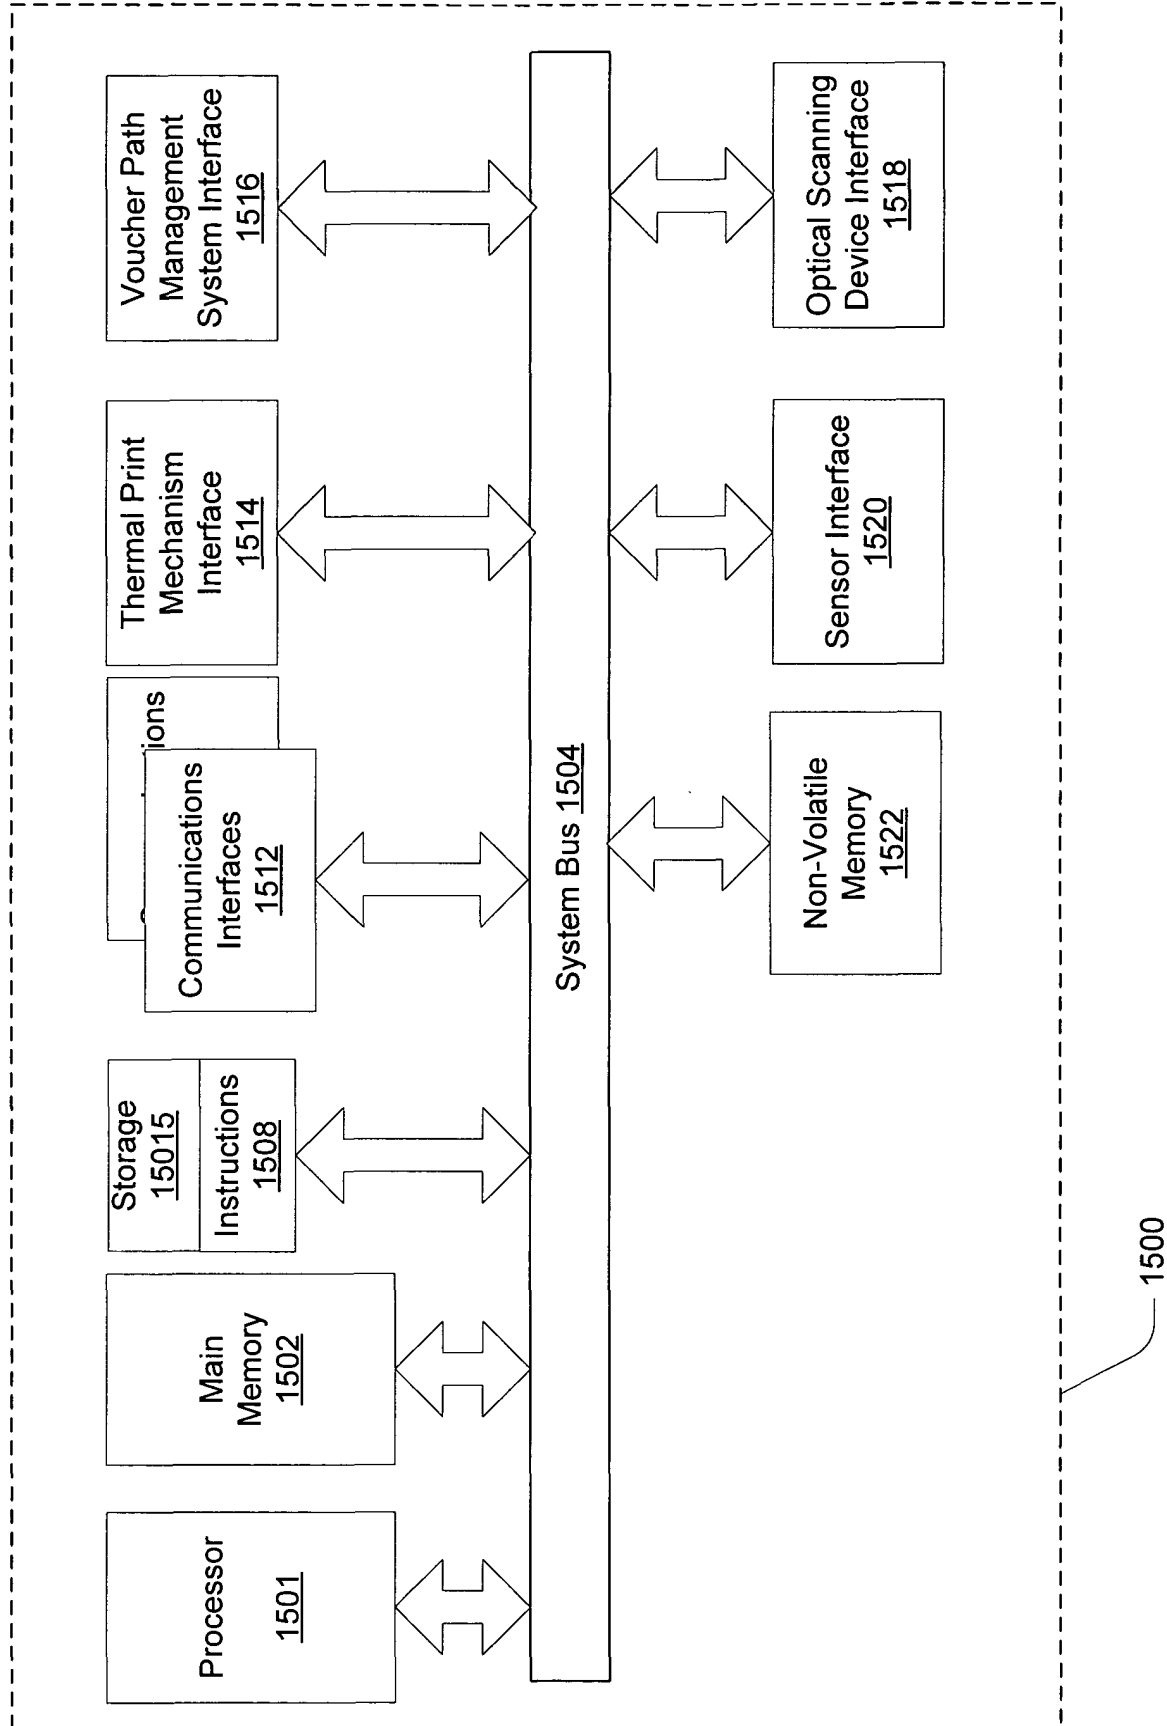 Processor
1501
Main
Memory
1502
Storage
15015
Instructions
1508
ions
Communications
Interfaces
1512
Thermal Print
Mechanism
Interface
1514
Voucher Path
Management
System Interface
1516
System Bus 1504
Non-Volatile
Memory
1522
Sensor Interface
1520
Optical Scanning
Device Interface
1518
1500